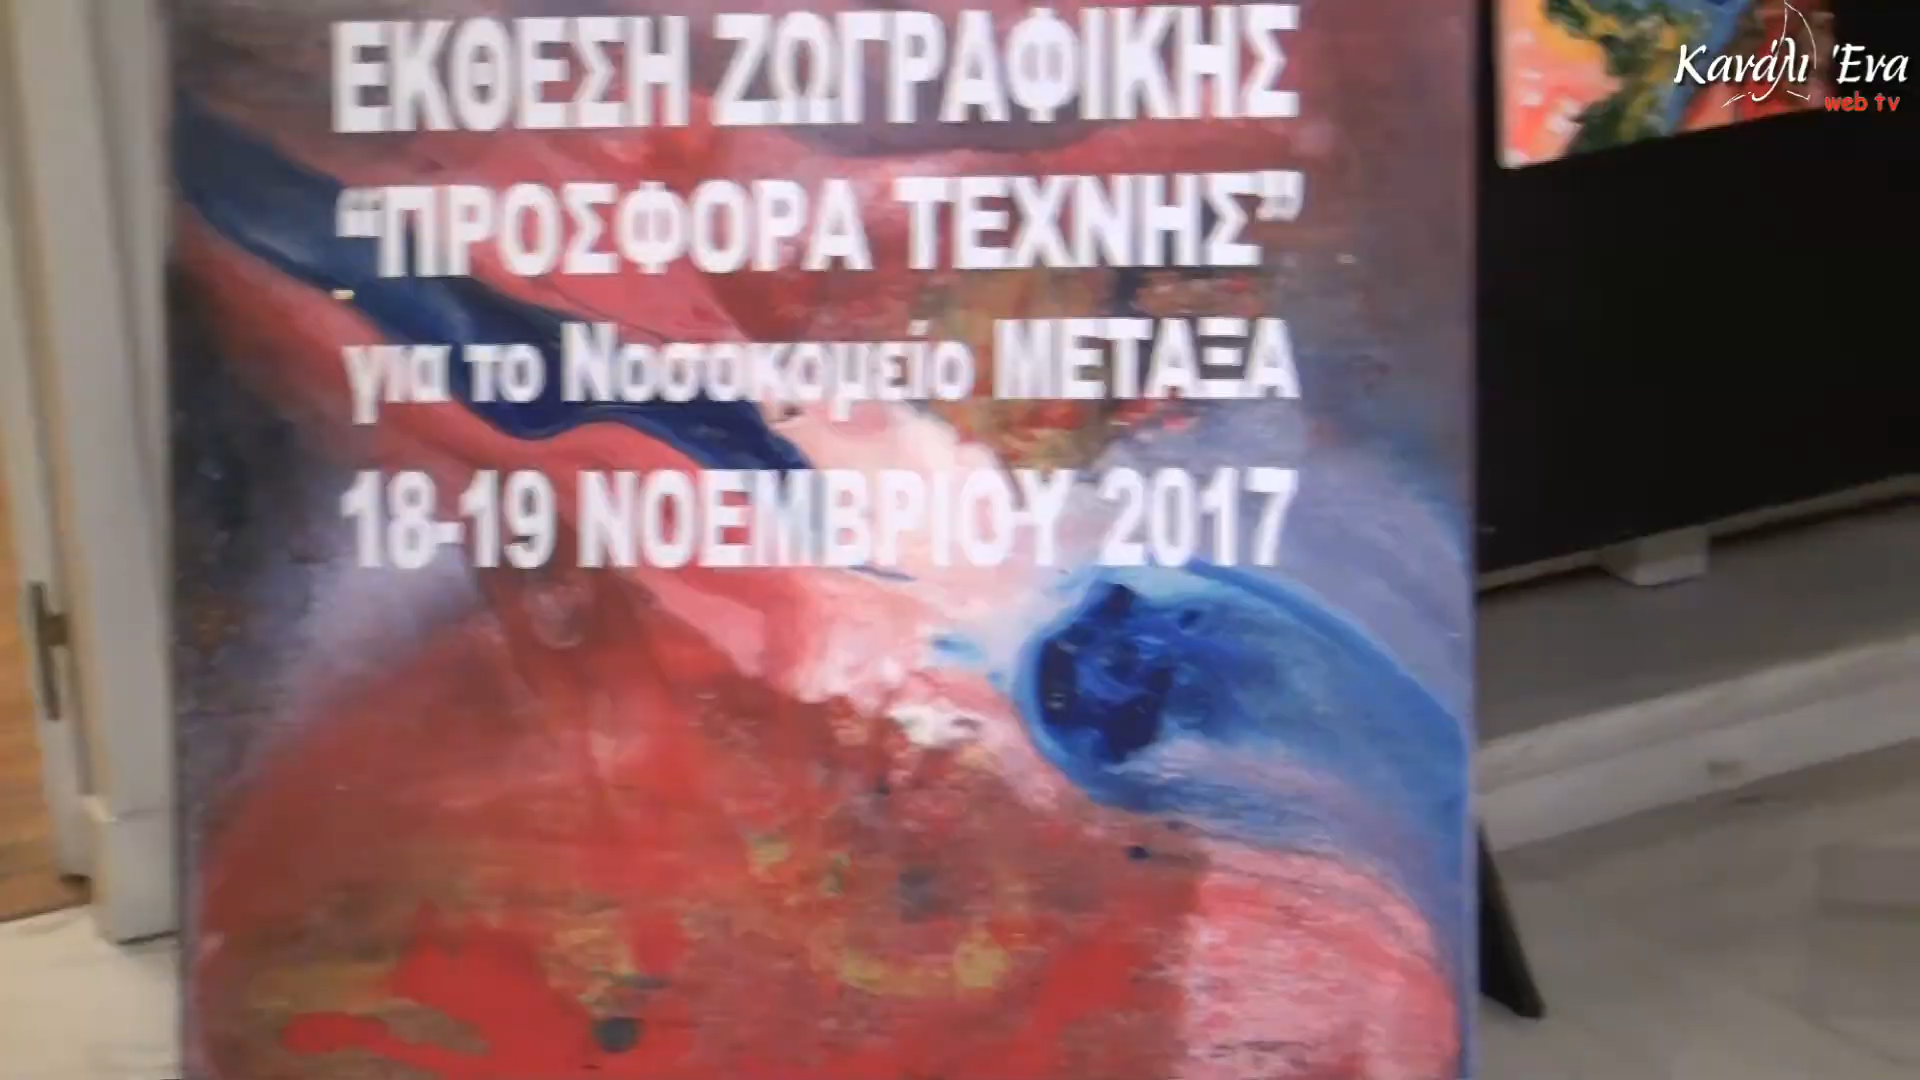 ΕΚΘΕΣΗ ΖΩΓΡΑΦΙΚΗΣ
“ΠΡΟΣΦΟΡΑ ΤΕΧΝΗΣ”
για το Νοσοκομείο ΜΕΤΑΞΑ
18-19 ΝΟΕΜΒΡΙΟΥ 2017
Κανάλι Ένα
web tv